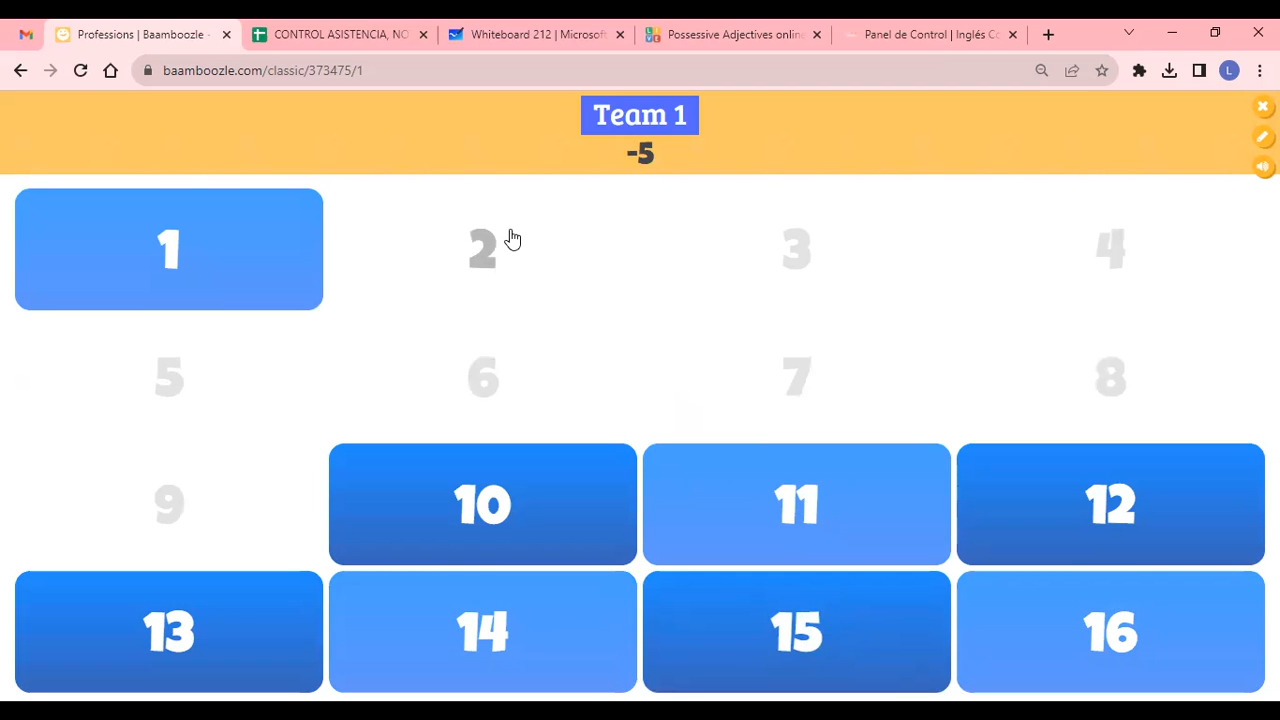 Professions | Baamboozle -
CONTROL ASISTENCIA, NO
Whiteboard 212 | Microsoft
Possessive Adjectives online
Panel de Control | Inglés Co
baamboozle.com/classic/373475/1
L
Team 1
-5
1
2
3
4
5
6
7
8
9
10
11
12
13
14
15
16